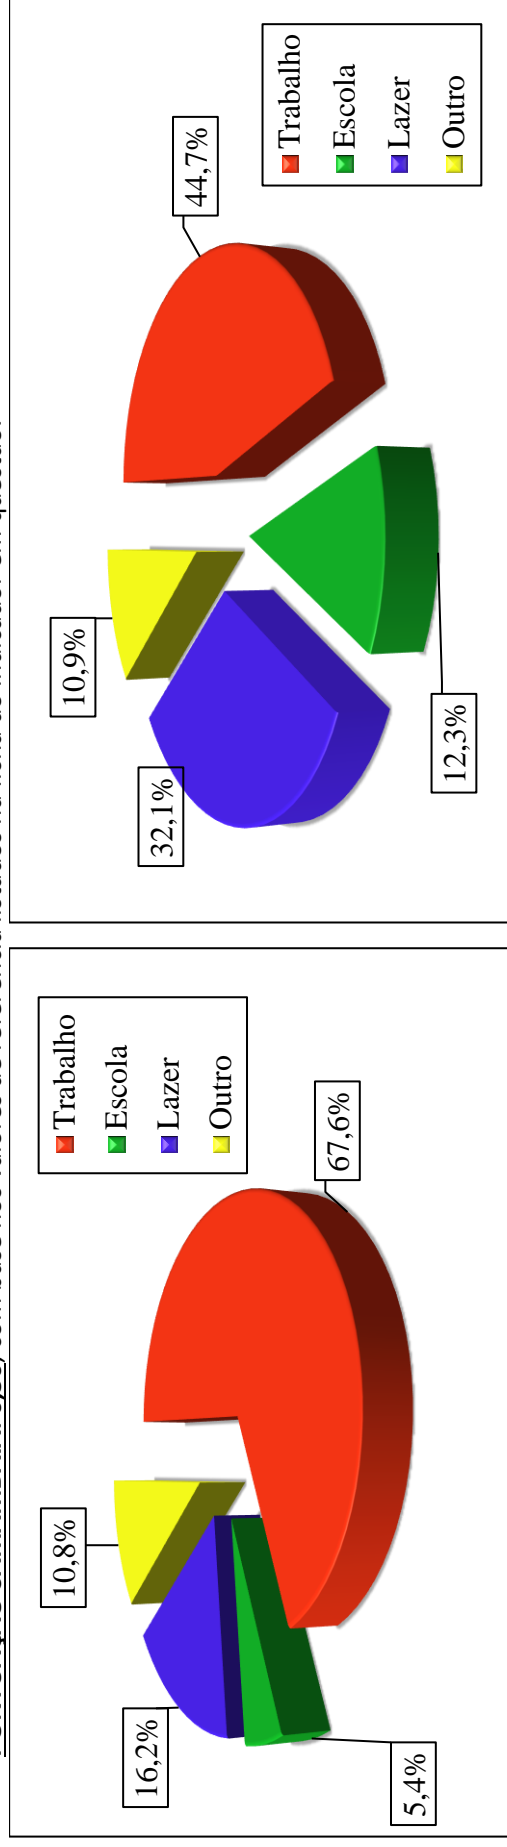 10,8%
16,2%
5,4%
67,6%
Trabalho
Escola
Lazer
Outro
10,9%
32,1%
12,3%
44,7%
Trabalho
Escola
Lazer
Outro